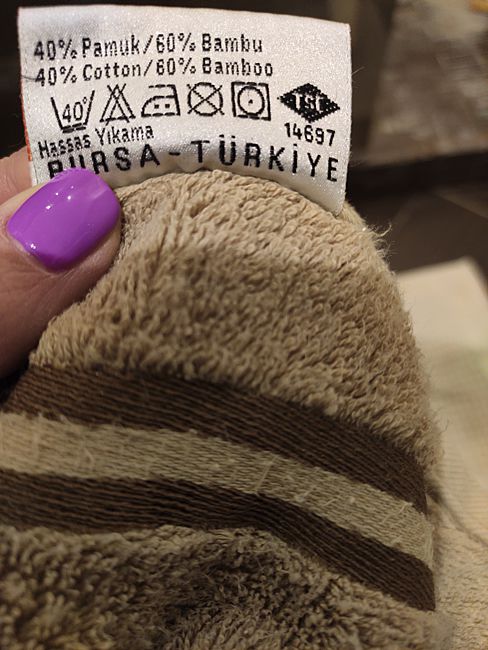 40% Pamuk/60% Bambu
40% Cotton/60% Bamboo
40° TSE
Hassas Yıkama 14697
BURSA-TÜRKİYE